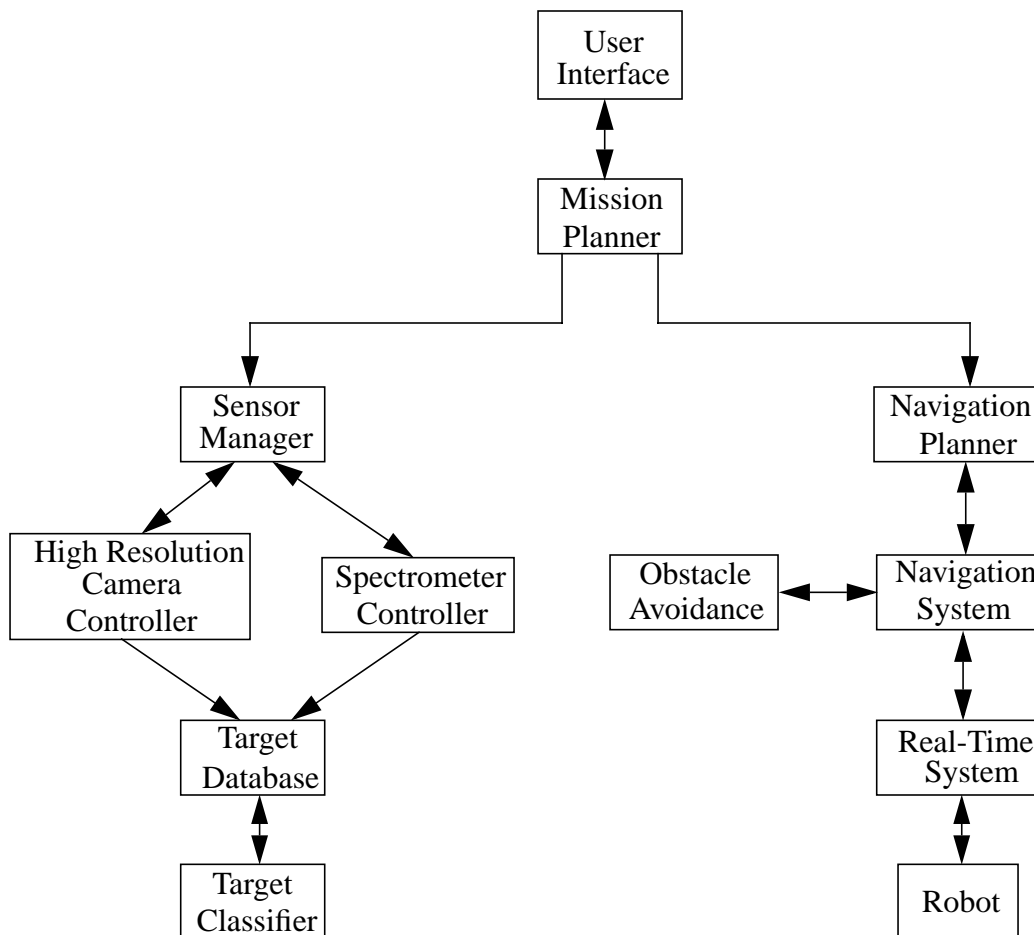 User
Interface
Mission
Planner
Sensor
Manager
Navigation
Planner
High Resolution
Camera
Controller
Spectrometer
Controller
Obstacle
Avoidance
Navigation
System
Target
Database
Real-Time
System
Target
Classifier
Robot